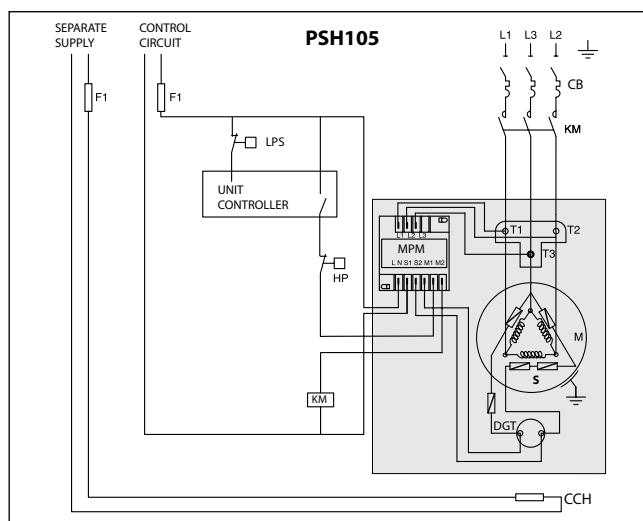 SEPARATE
SUPPLY
CONTROL
CIRCUIT
PSH105
L1 L3 L2
F1
F1
CB
KM
LPS
UNIT
CONTROLLER
L1 L2 L3
MPM
L N S1 S2 M1 M2
T1
T2
T3
HP
M
S
KM
DGT
CCH